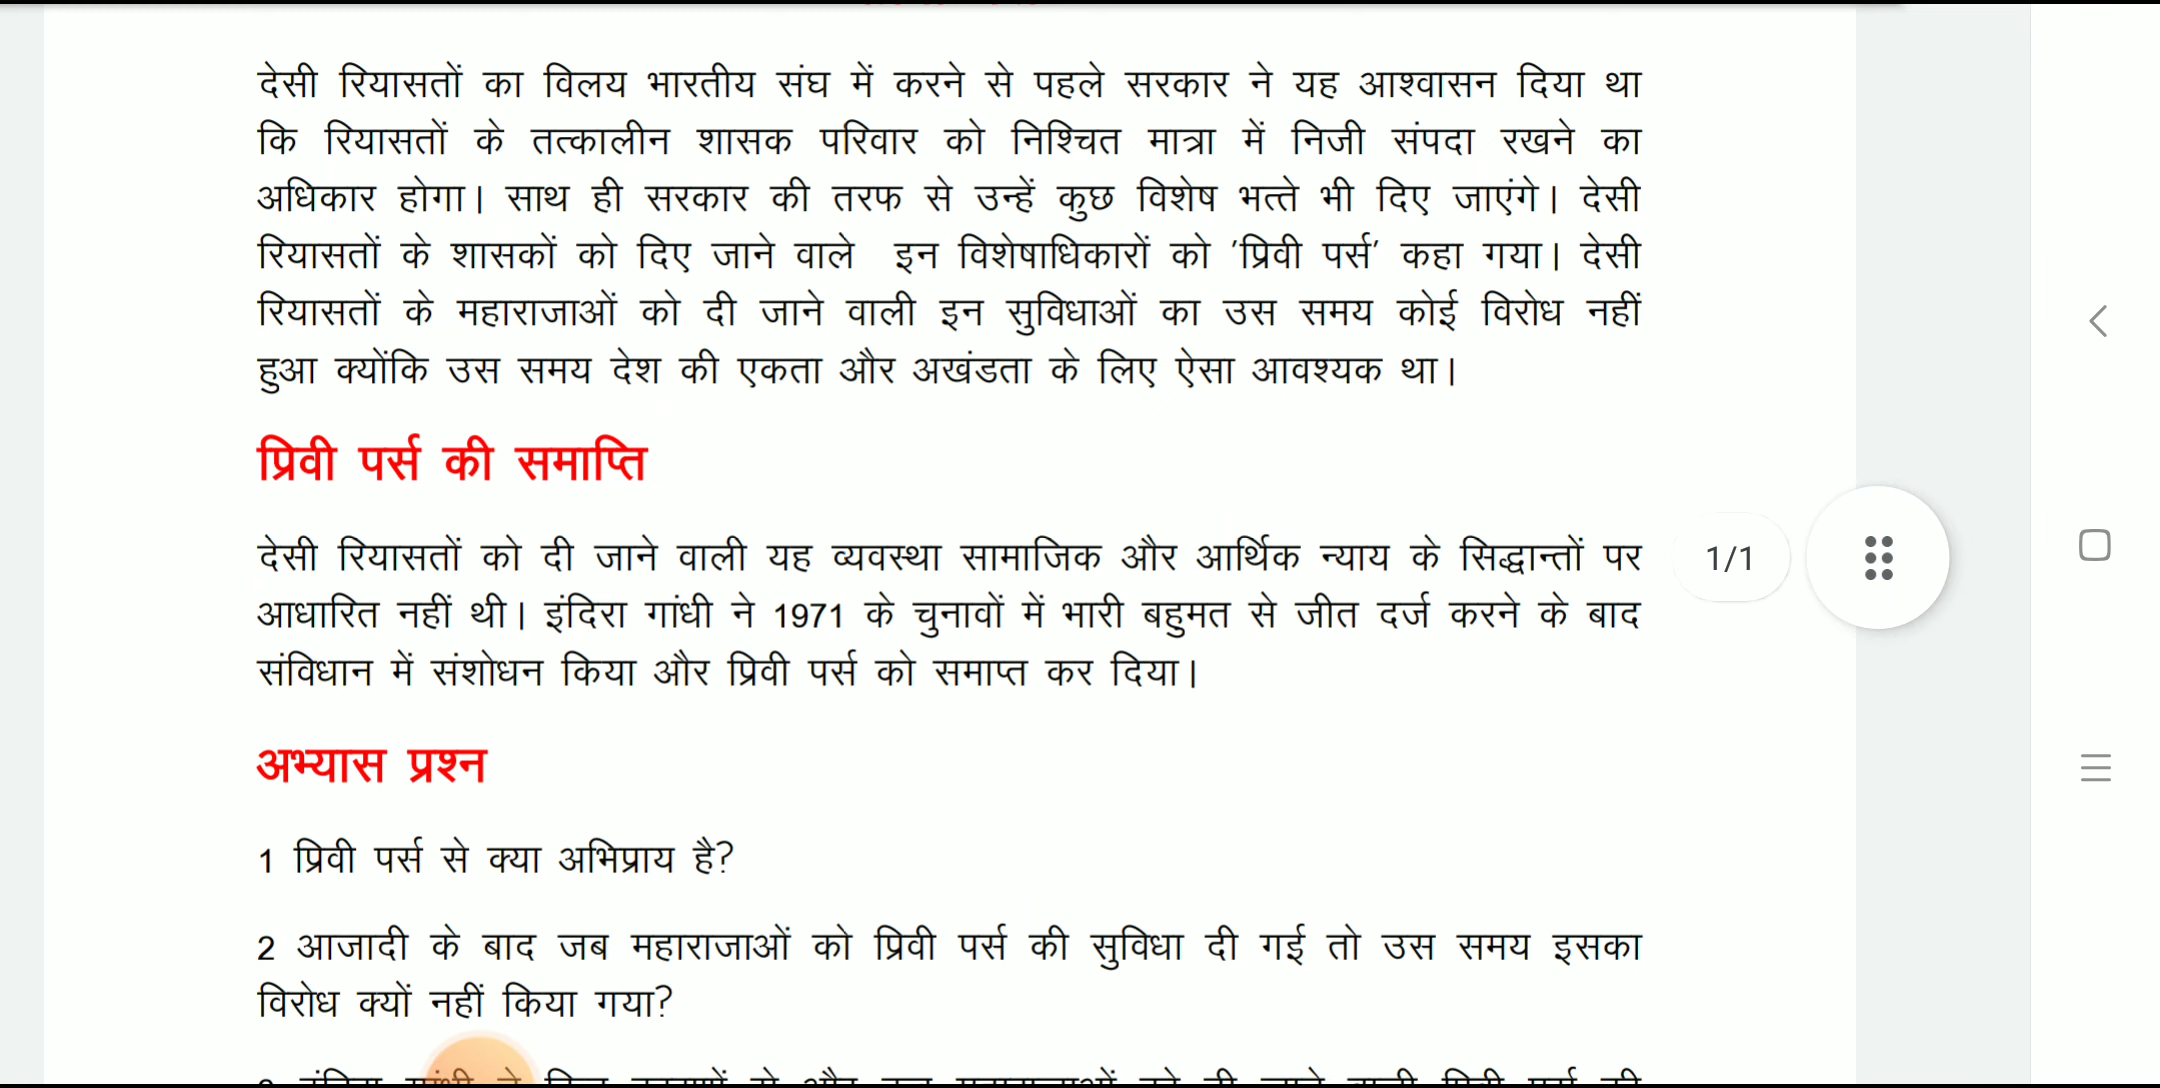 देसी रियासतों का विलय भारतीय संघ में करने से पहले सरकार ने यह आश्वासन दिया था
कि रियासतों के तत्कालीन शासक परिवार को निश्चित मात्रा में निजी संपदा रखने का
अधिकार होगा। साथ ही सरकार की तरफ से उन्हें कुछ विशेष भत्ते भी दिए जाएंगे। देसी
रियासतों के शासकों को दिए जाने वाले इन विशेषाधिकारों को 'प्रिवी पर्स' कहा गया। देसी
रियासतों के महाराजाओं को दी जाने वाली इन सुविधाओं का उस समय कोई विरोध नहीं
हुआ क्योंकि उस समय देश की एकता और अखंडता के लिए ऐसा आवश्यक था।
प्रिवी पर्स की समाप्ति
देसी रियासतों को दी जाने वाली यह व्यवस्था सामाजिक और आर्थिक न्याय के सिद्धान्तों पर
आधारित नहीं थी। इंदिरा गांधी ने 1971 के चुनावों में भारी बहुमत से जीत दर्ज करने के बाद
संविधान में संशोधन किया और प्रिवी पर्स को समाप्त कर दिया।
1/1
अभ्यास प्रश्न
1 प्रिवी पर्स से क्या अभिप्राय है?
2 आजादी के बाद जब महाराजाओं को प्रिवी पर्स की सुविधा दी गई तो उस समय इसका
विरोध क्यों नहीं किया गया?